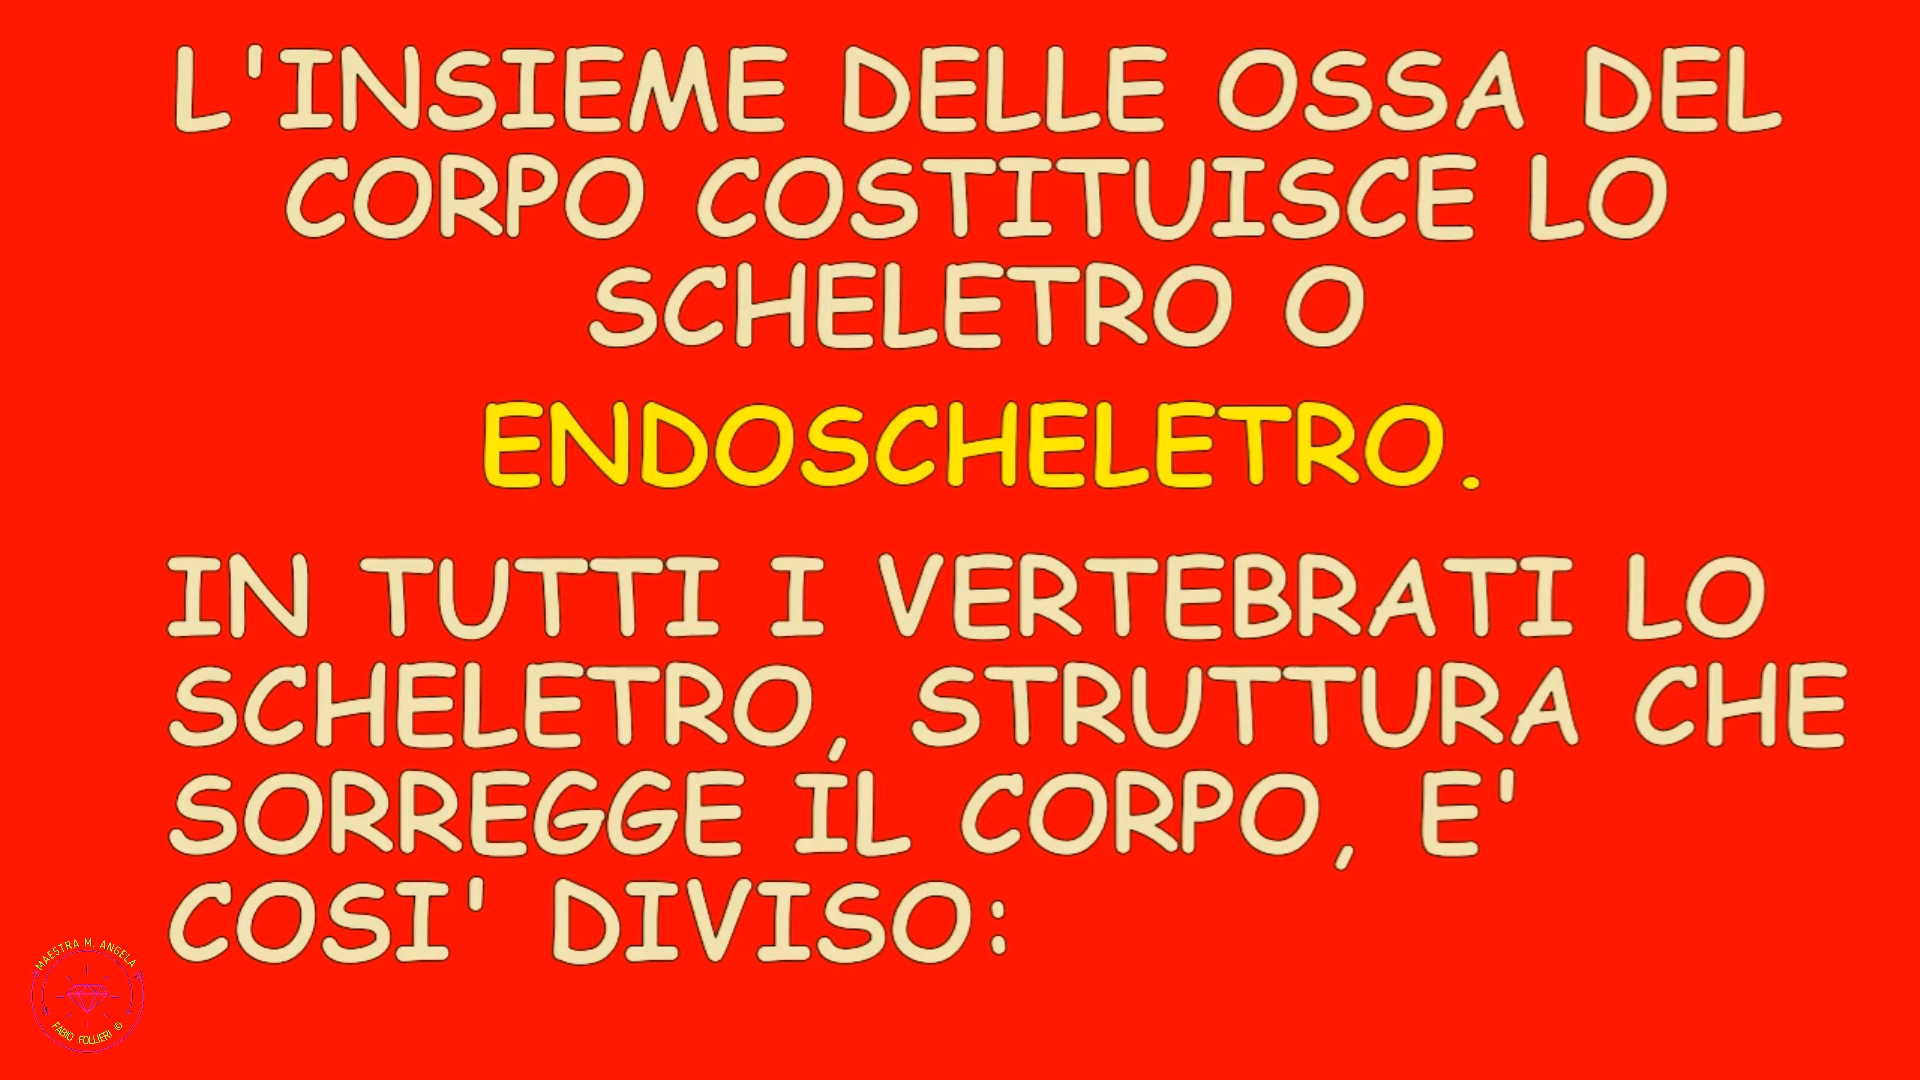 L'INSIEME DELLE OSSA DEL
CORPO COSTITUISCE LO
SCHELETRO O
ENDOSCHELETRO.
IN TUTTI I VERTEBRATI LO
SCHELETRO, STRUTTURA CHE
SORREGGE IL CORPO, E'
COSI' DIVISO:
MAESTRA M. ANGELA
FABIO FOLLIERI ©